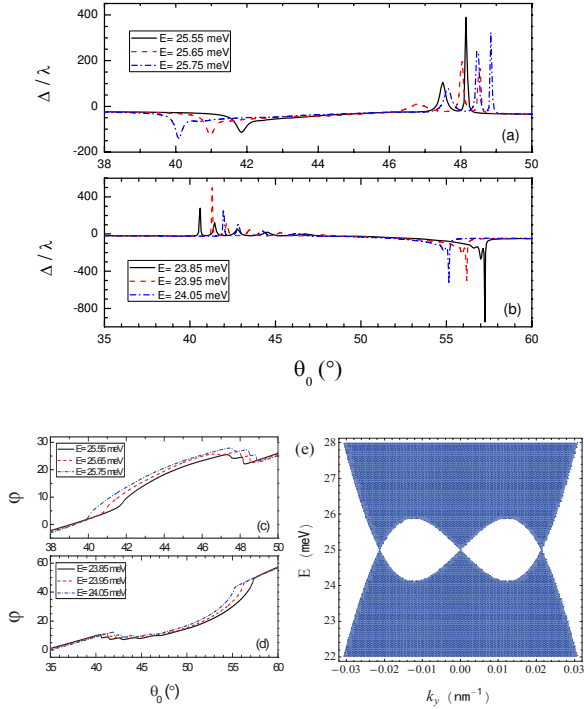 400
200
0
-200
Δ / λ
E= 25.55 meV
E= 25.65 meV
E= 25.75 meV
(a)
38 40 42 44 46 48 50
400
0
-400
-800
Δ / λ
E= 23.85 meV
E= 23.95 meV
E= 24.05 meV
(b)
35 40 45 50 55 60
θ0 (°)
30
20
10
0
φ
E= 25.55 meV
E= 25.65 meV
E= 25.75 meV
(c)
38 40 42 44 46 48 50
60
40
20
0
φ
E= 23.85 meV
E= 23.95 meV
E= 24.05 meV
(d)
35 40 45 50 55 60
θ0 (°)
(e)
28
27
26
25
24
23
22
E (meV)
−0.03 −0.02 −0.01 0.00 0.01 0.02 0.03
ky (nm−1)